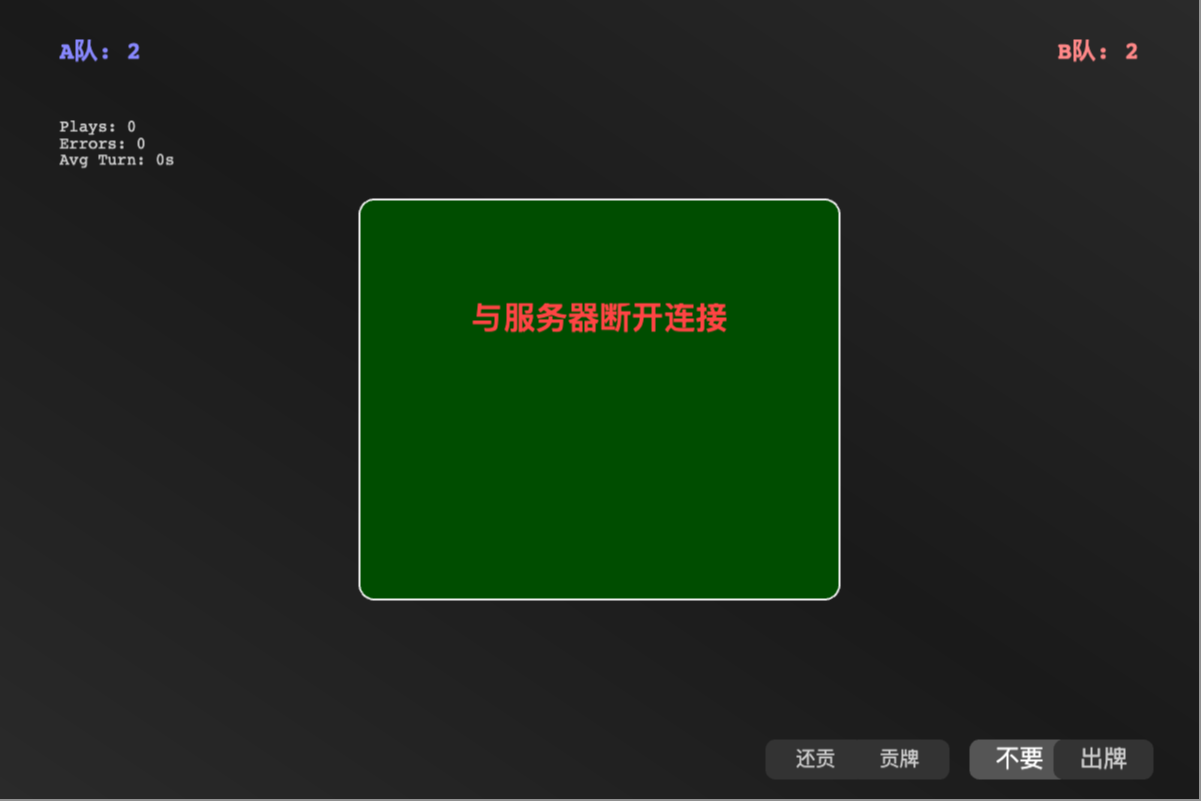 A队: 2
B队: 2
Plays: 0
Errors: 0
Avg Turn: 0s
与服务器断开连接
还贡 贡牌 不要 出牌